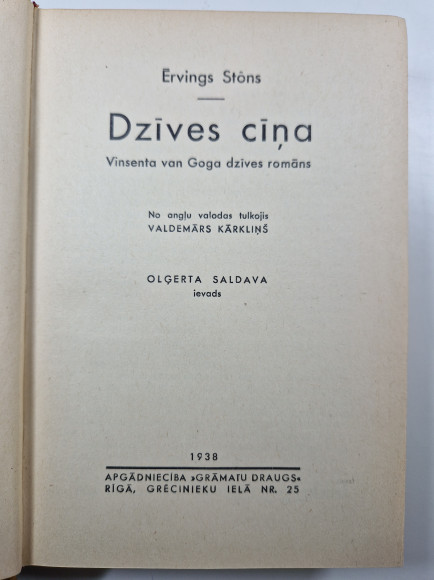 Ērvings Stōns
Dzīves cīņa
Vinsenta van Goga dzīves romāns
No angļu valodas tulkojis
VALDEMĀRS KĀRKLIŅŠ
OĻĢERTA SALDAVA
ievads
1938
APGĀDNIECĪBA »GRĀMATU DRAUGS«
RĪGĀ, GRĒCINIEKU IELĀ NR. 25